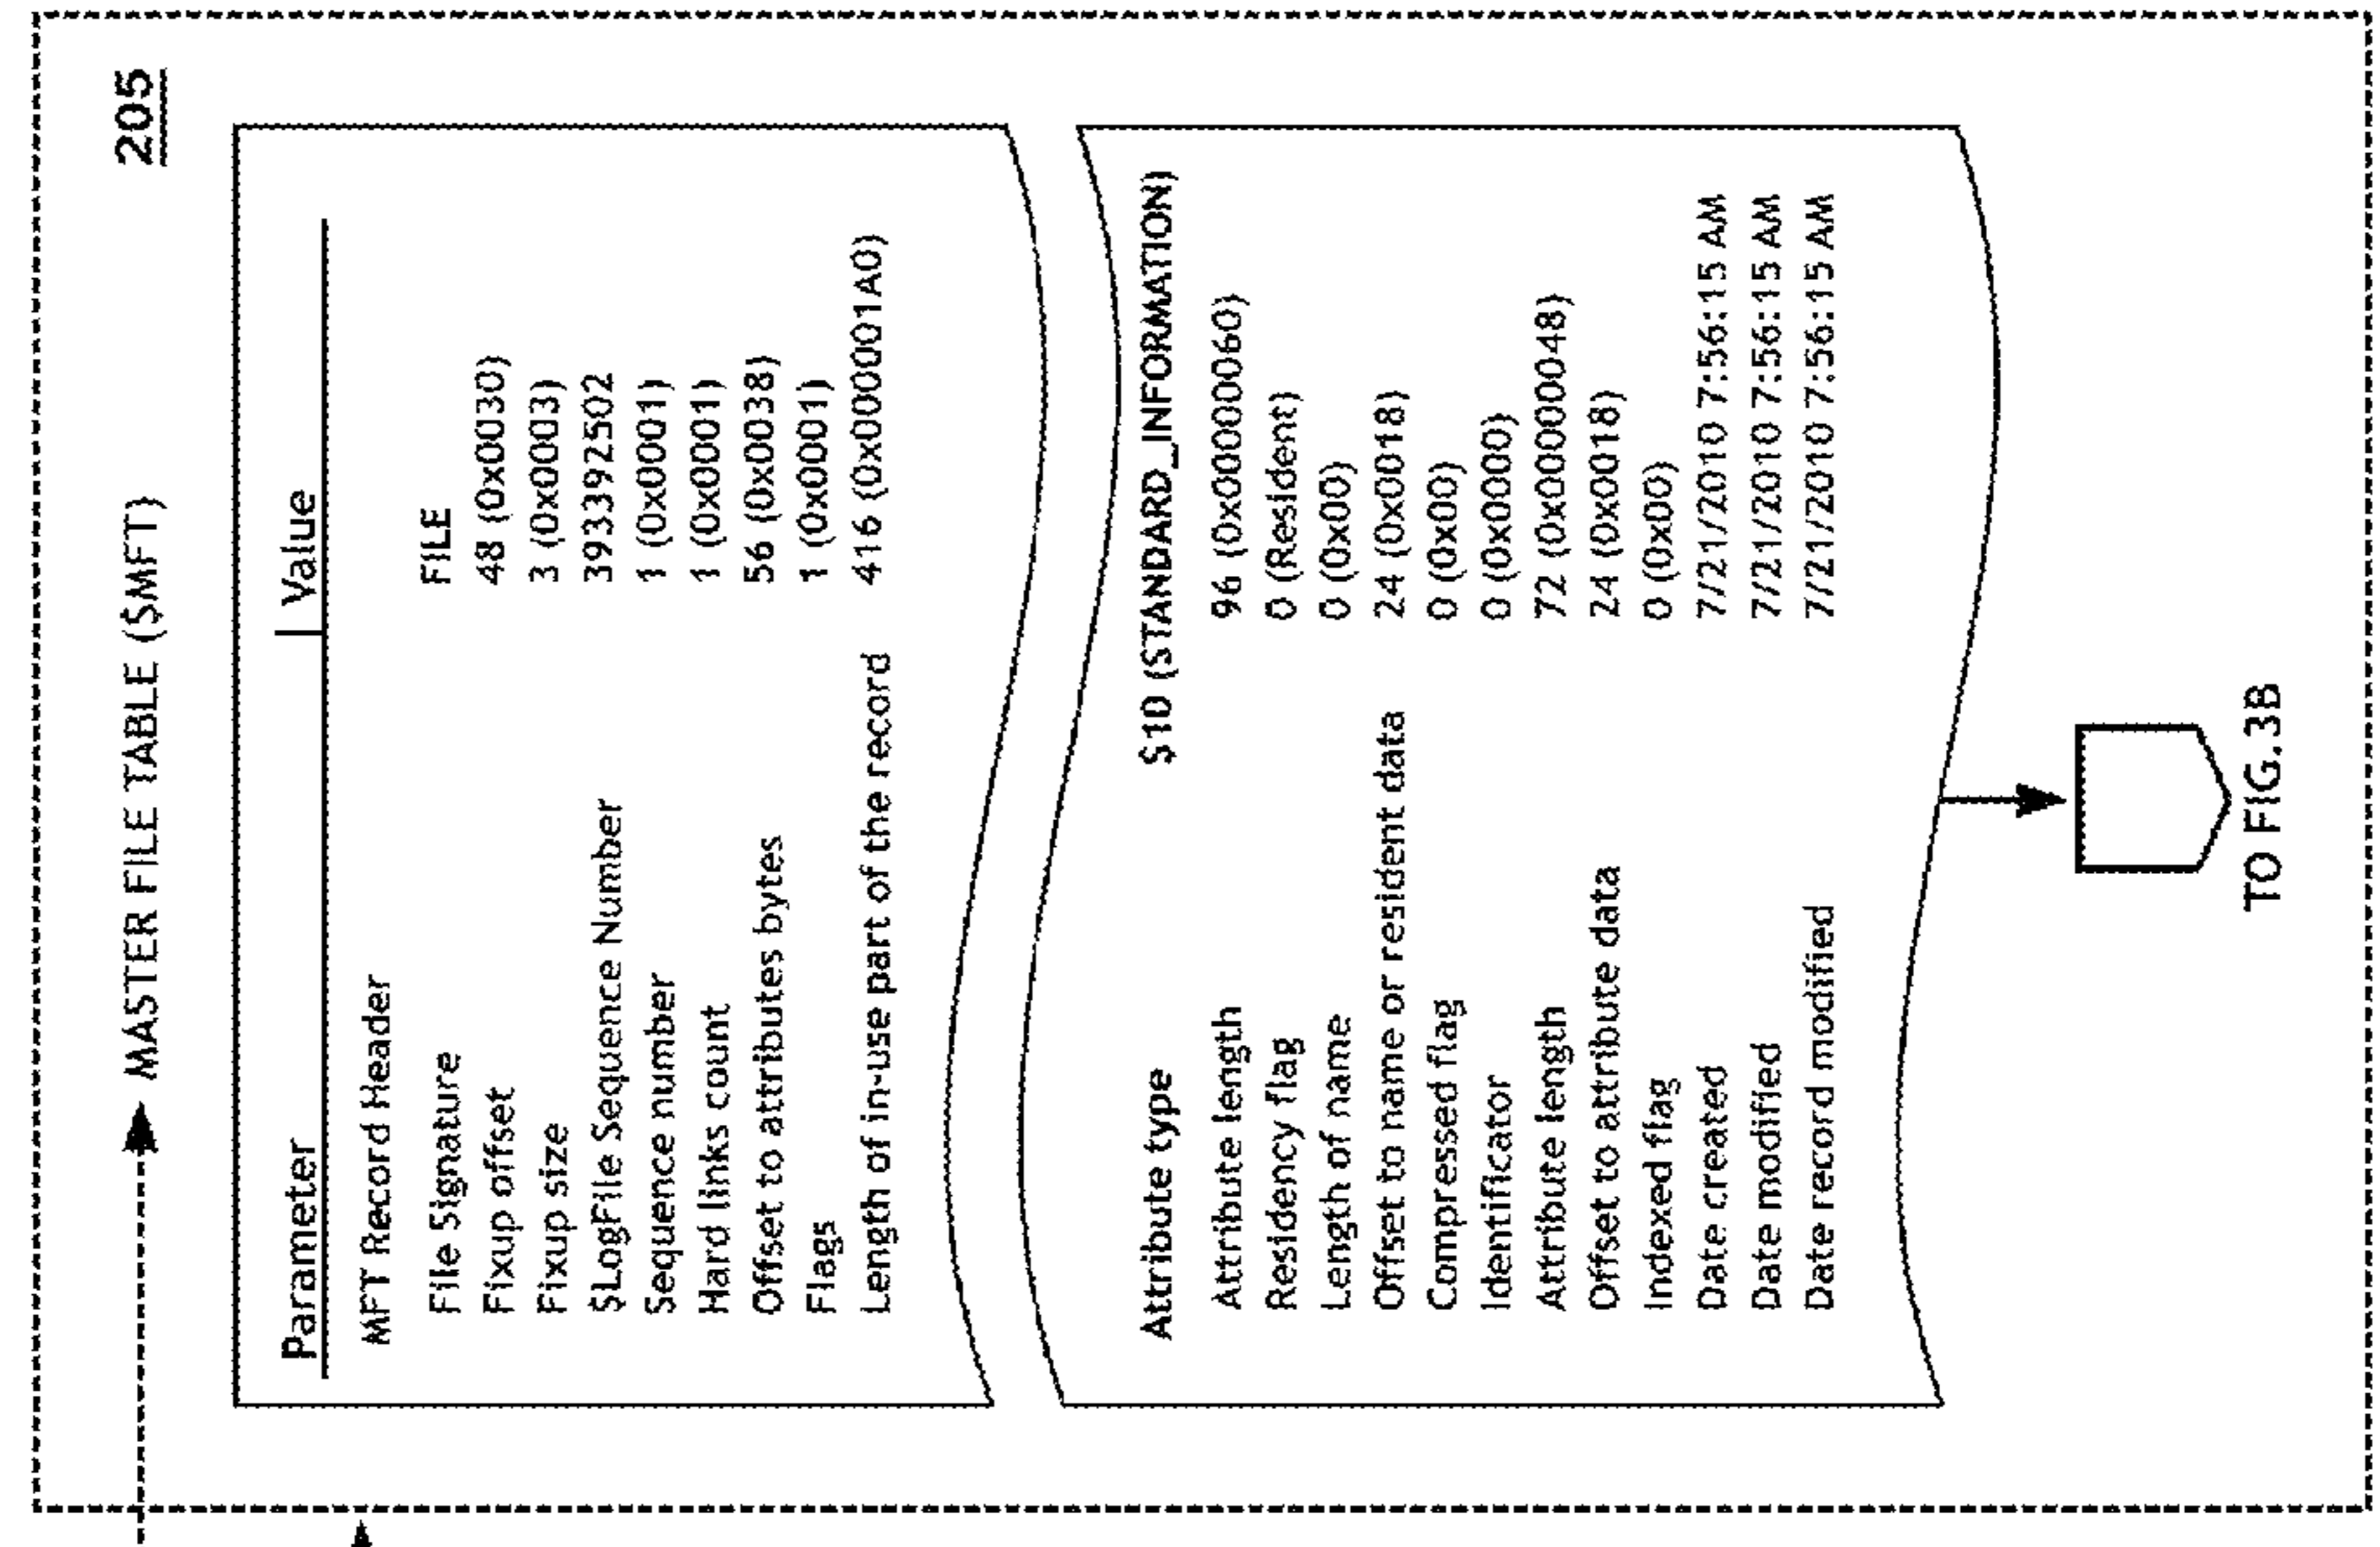 205
MASTER FILE TABLE ($MFT)
Parameter Value
MFT Record Header
File Signature FILE
Fixup offset 48 (0x0030)
Fixup size 3 (0x0003)
$LogFile Sequence Number 3933392502
Sequence number 1 (0x0001)
Hard links count 1 (0x0001)
Offset to attributes bytes 56 (0x0038)
Flags 1 (0x0001)
Length of in-use part of the record 416 (0x000001A0)
Attribute type $10 (STANDARD_INFORMATION)
Attribute length 96 (0x00000060)
Residency flag 0 (Resident)
Length of name 0 (0x00)
Offset to name or resident data 24 (0x0018)
Compressed flag 0 (0x00)
Identificator 0 (0x0000)
Attribute length 72 (0x00000048)
Offset to attribute data 24 (0x0018)
Indexed flag 0 (0x00)
Date created 7/21/2010 7:56:15 AM
Date modified 7/21/2010 7:56:15 AM
Date record modified 7/21/2010 7:56:15 AM
TO FIG.3B